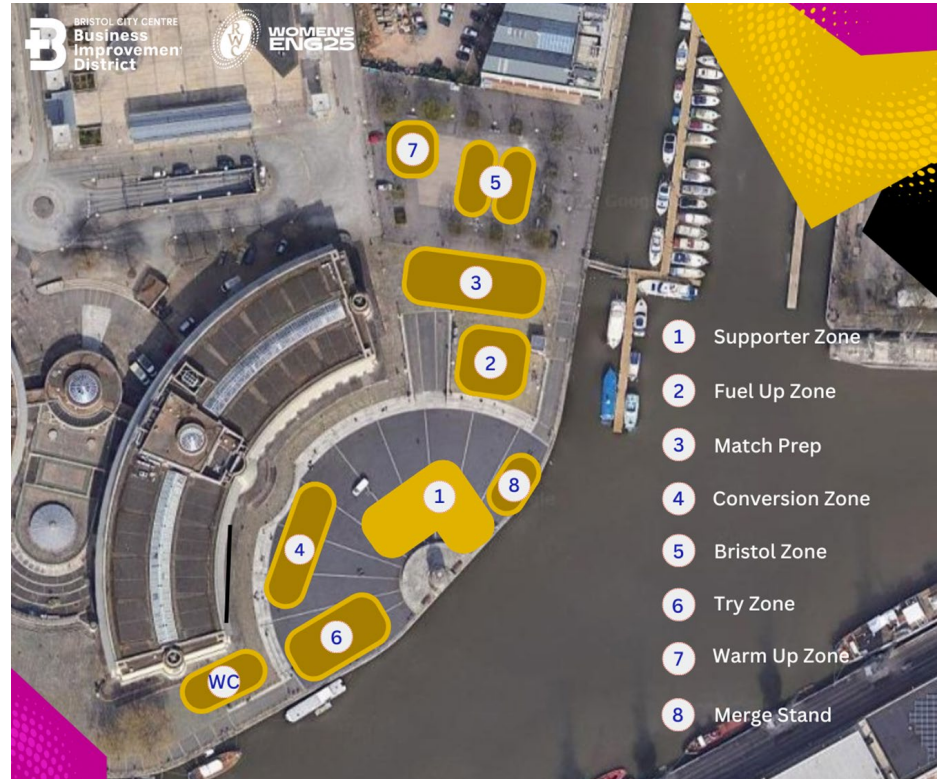 BRISTOL CITY CENTRE
Business
Improvement
District
WOMEN'S
ENG25
7
5
3
2
1
8
4
6
WC
1 Supporter Zone
2 Fuel Up Zone
3 Match Prep
4 Conversion Zone
5 Bristol Zone
6 Try Zone
7 Warm Up Zone
8 Merge Stand